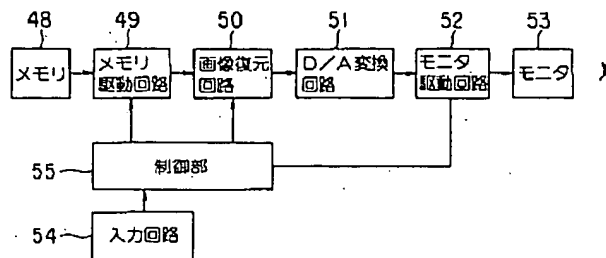 48
49
50
51
52
53
メモリ
メモリ
駆動回路
画像復元
回路
D/A変換
回路
モニタ
駆動回路
モニタ
55
制御部
54
入力回路